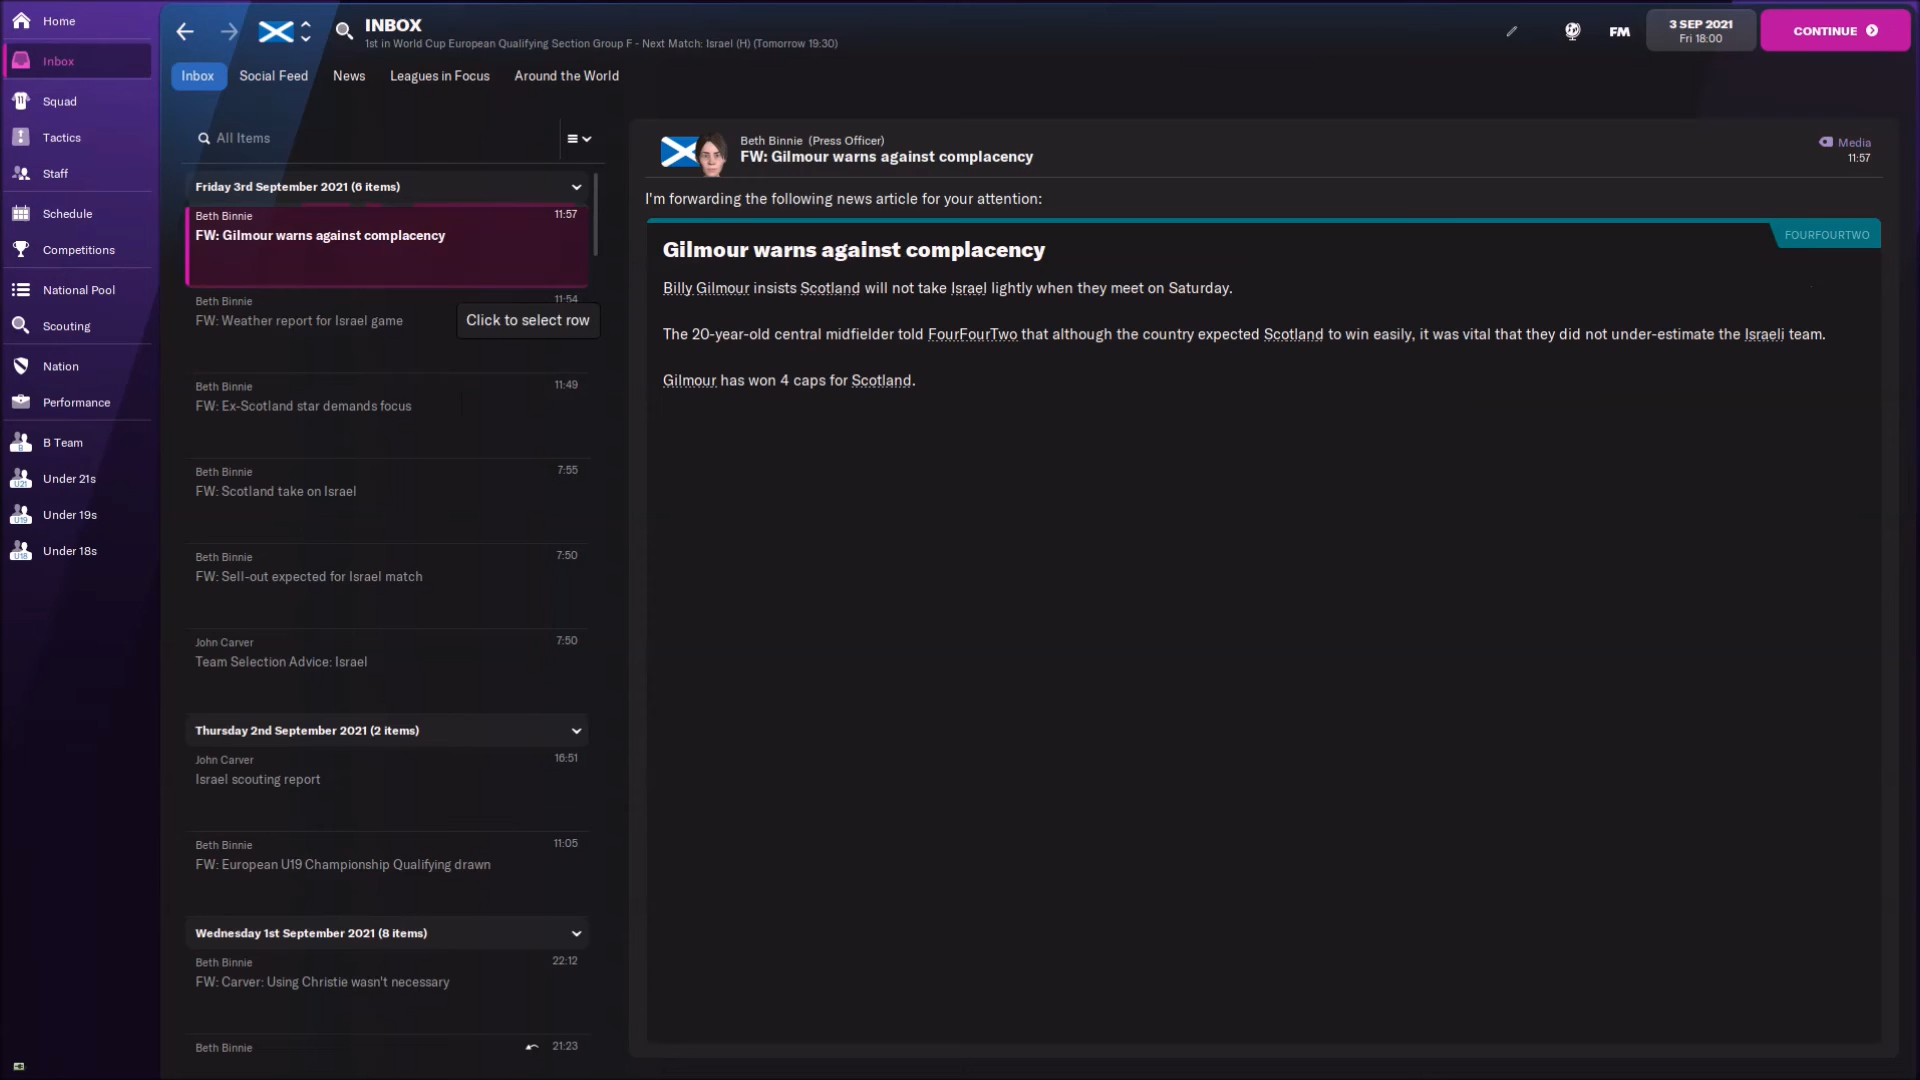 Home
Inbox
Squad
Tactics
Staff
Schedule
Competitions
National Pool
Scouting
Nation
Performance
B Team
Under 21s
Under 19s
Under 18s
INBOX
1st in World Cup European Qualifying Section Group F - Next Match: Israel (H) (Tomorrow 19:30)
FM
3 SEP 2021
Fri 18:00
CONTINUE
Inbox Social Feed News Leagues in Focus Around the World
All Items
Friday 3rd September 2021 (6 items)
Beth Binnie 11:57
FW: Gilmour warns against complacency
Beth Binnie 11:54
FW: Weather report for Israel game
Click to select row
Beth Binnie 11:49
FW: Ex-Scotland star demands focus
Beth Binnie 7:55
FW: Scotland take on Israel
Beth Binnie 7:50
FW: Sell-out expected for Israel match
John Carver 7:50
Team Selection Advice: Israel
Thursday 2nd September 2021 (2 items)
John Carver 16:51
Israel scouting report
Beth Binnie 11:05
FW: European U19 Championship Qualifying drawn
Wednesday 1st September 2021 (8 items)
Beth Binnie 22:12
FW: Carver: Using Christie wasn't necessary
Beth Binnie 21:23
Beth Binnie (Press Officer)
FW: Gilmour warns against complacency
Media
11:57
I'm forwarding the following news article for your attention:
FOURFOURTWO
Gilmour warns against complacency
Billy Gilmour insists Scotland will not take Israel lightly when they meet on Saturday.
The 20-year-old central midfielder told FourFourTwo that although the country expected Scotland to win easily, it was vital that they did not under-estimate the Israeli team.
Gilmour has won 4 caps for Scotland.